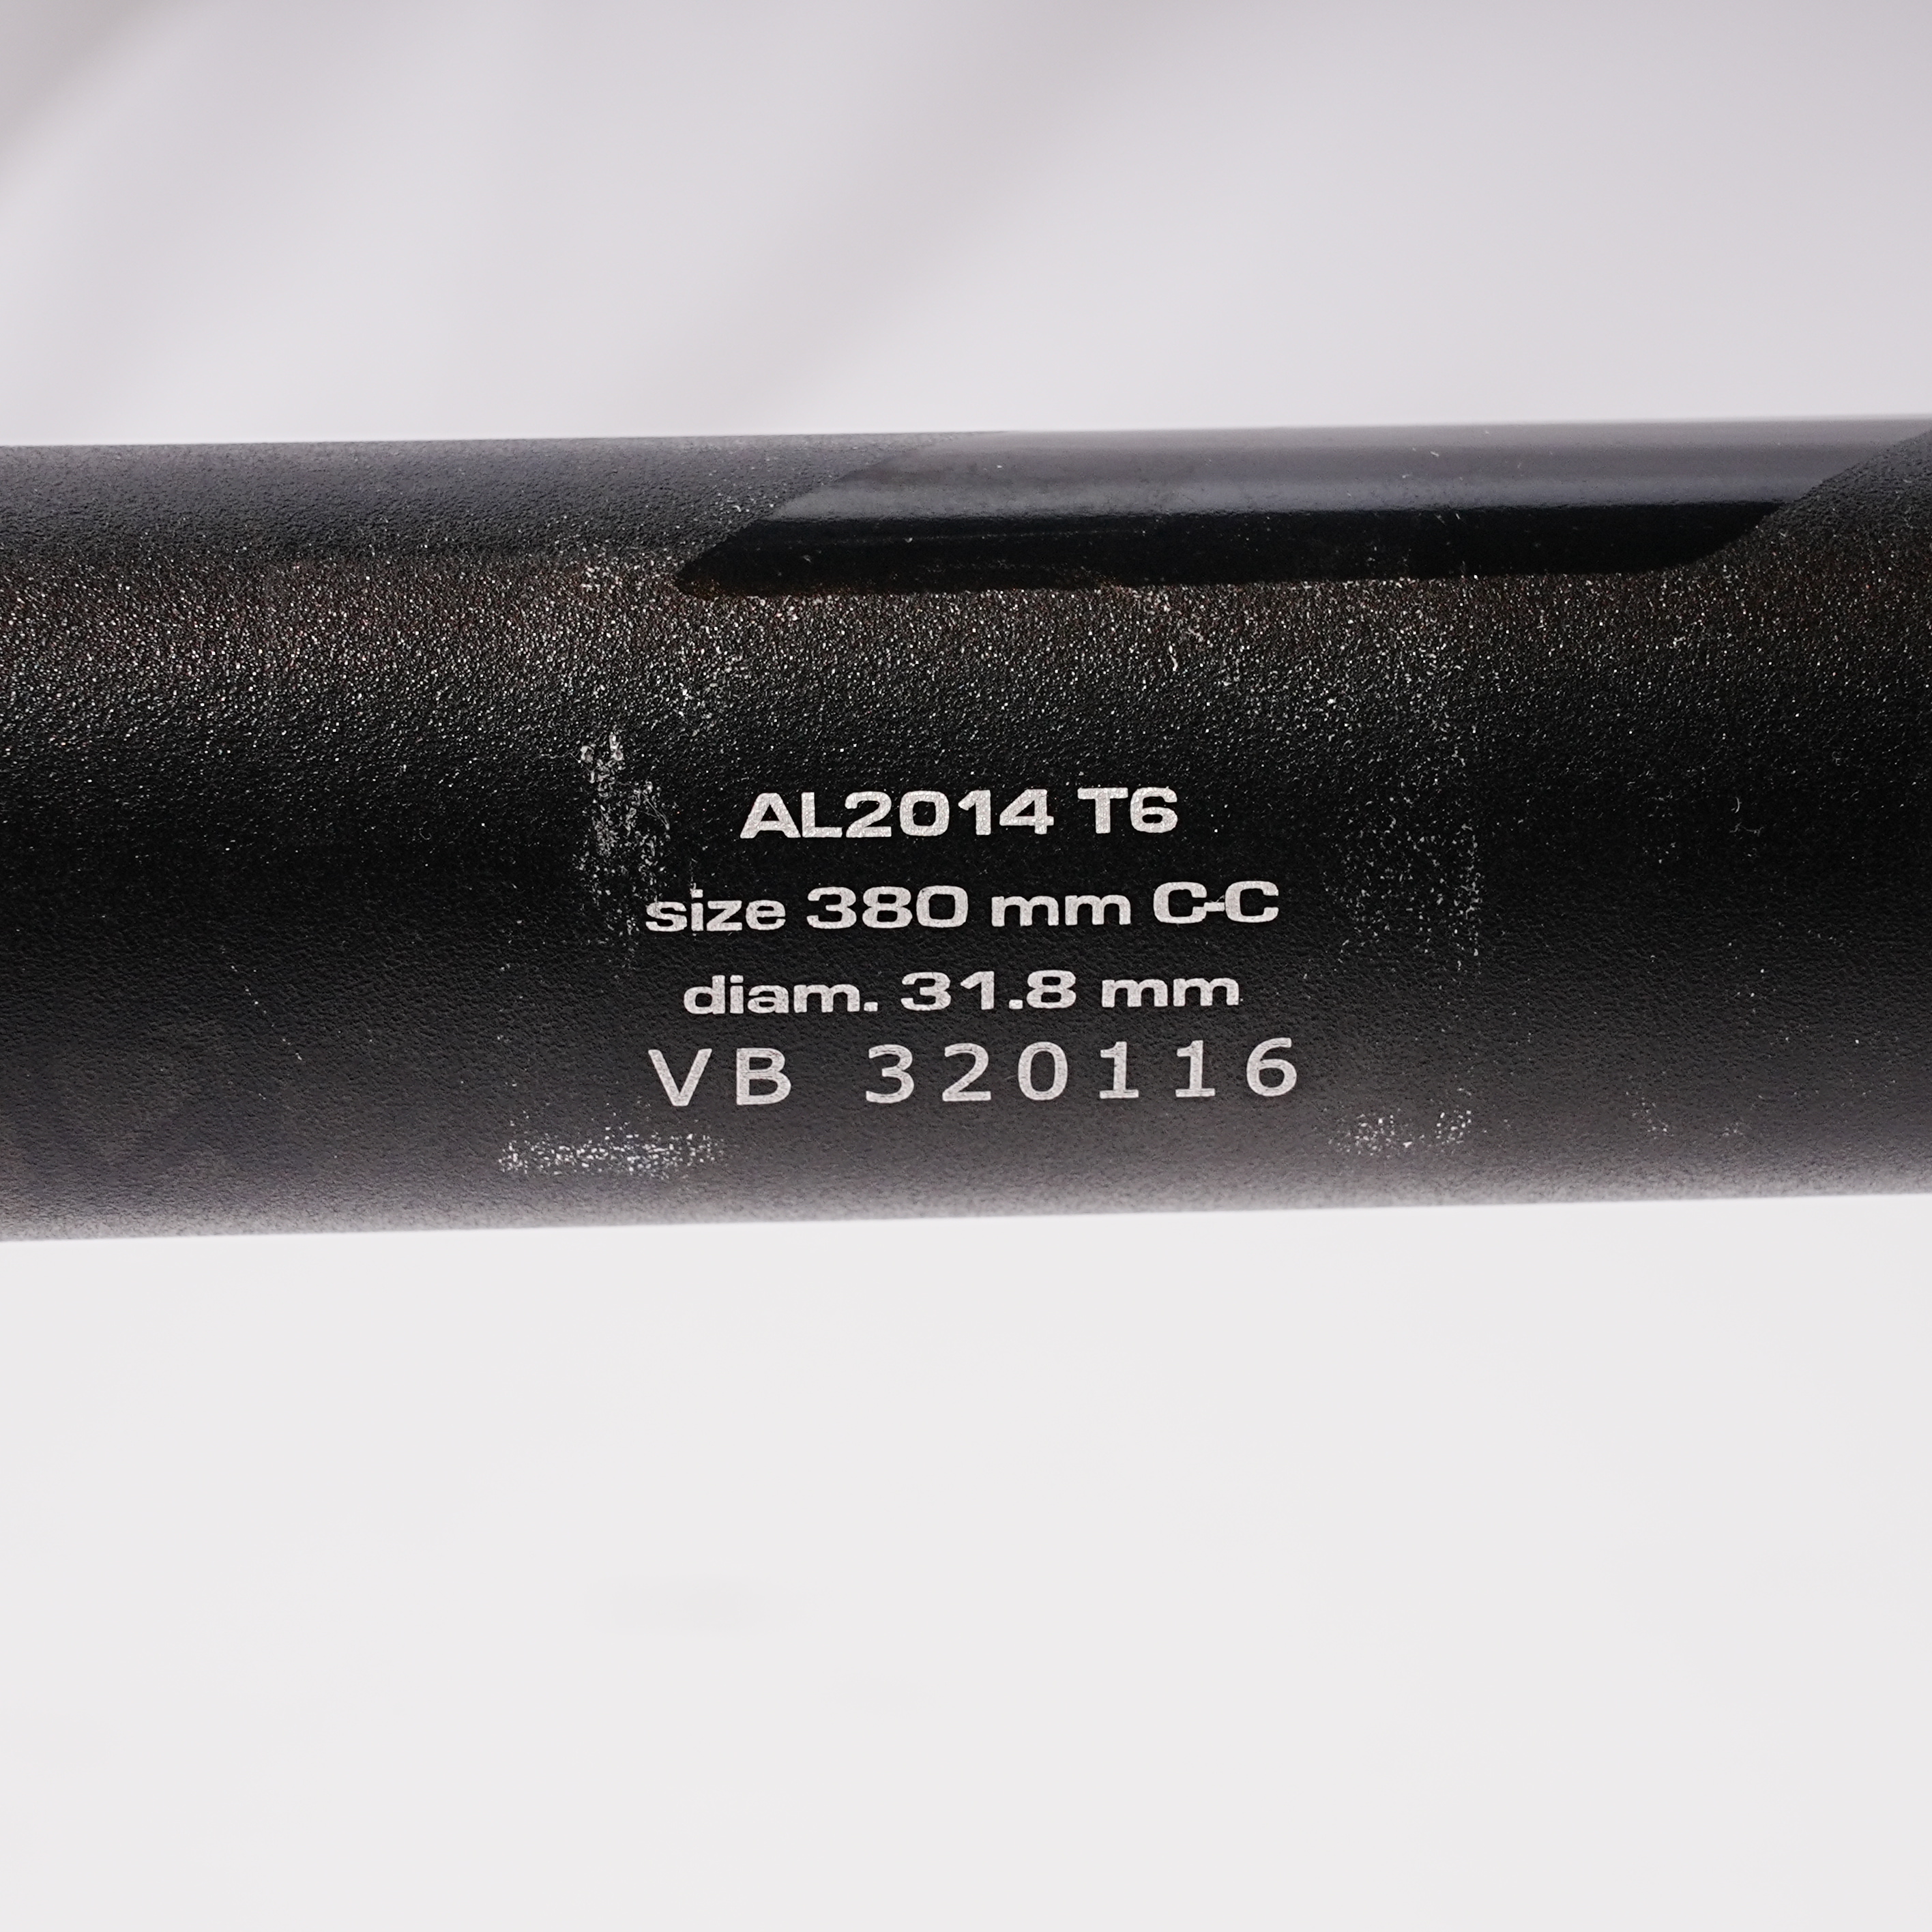 AL2014 T6
size 380 mm C-C
diam. 31.8 mm
VB 320116